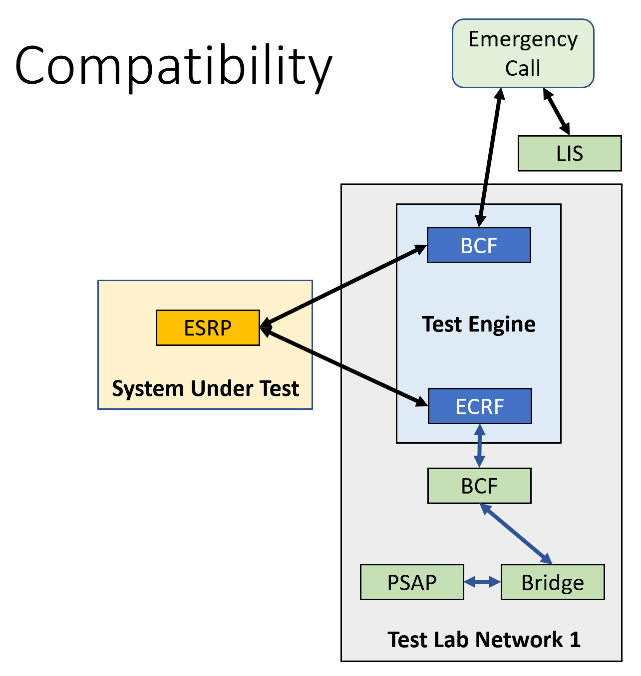 Compatibility
Emergency
Call
LIS
BCF
ESRP
Test Engine
System Under Test
ECRF
BCF
PSAP
Bridge
Test Lab Network 1